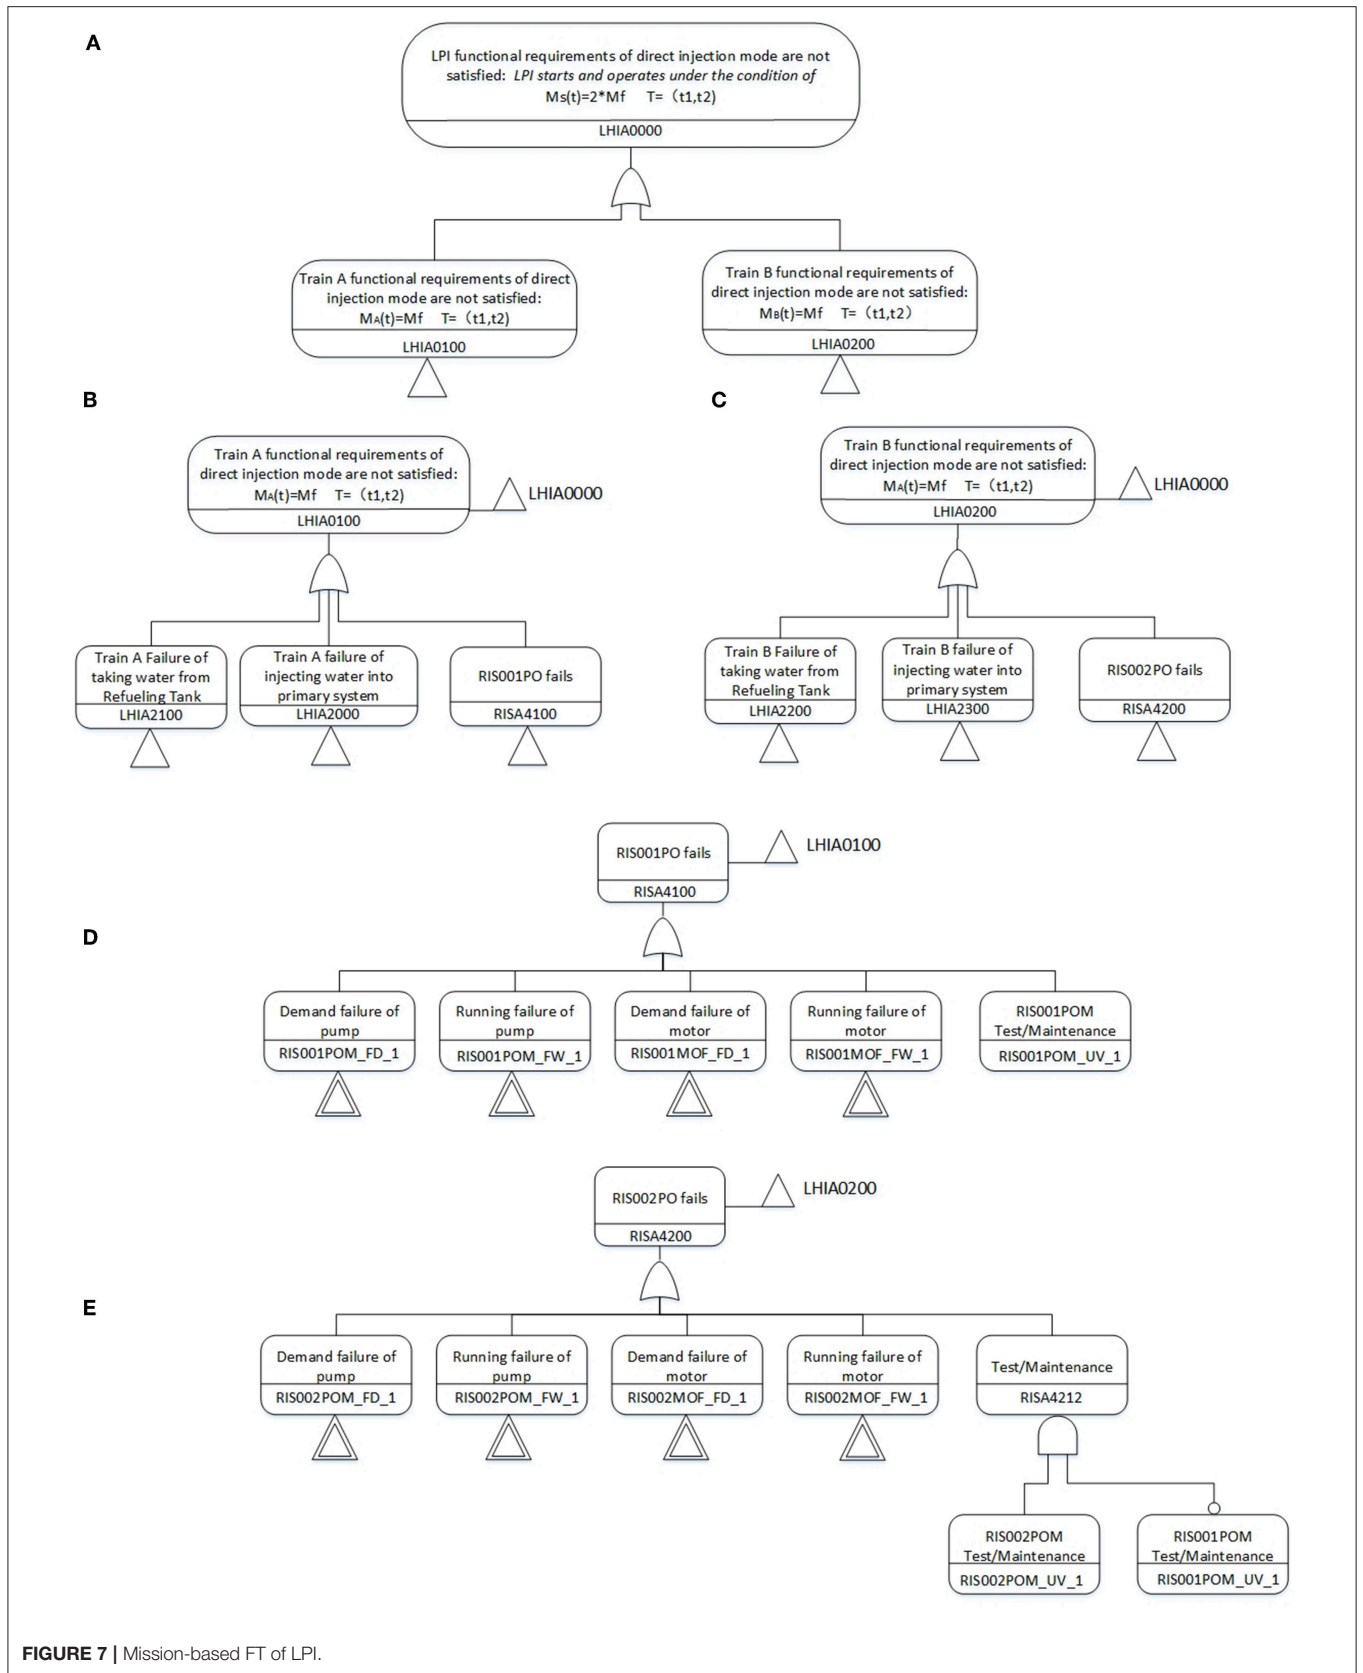 A
LPI functional requirements of direct injection mode are not
satisfied: LPI starts and operates under the condition of
Ms(t)=2*Mf T=（t1,t2)
LHIA0000
Train A functional requirements of direct
injection mode are not satisfied:
MA(t)=Mf T=（t1,t2)
LHIA0100
Train B functional requirements of
direct injection mode are not satisfied:
MB(t)=Mf T=（t1,t2）
LHIA0200
B
Train A functional requirements of
direct injection mode are not satisfied:
MA(t)=Mf T=（t1,t2)
LHIA0100
LHIA0000
Train A Failure of
taking water from
Refueling Tank
LHIA2100
Train A failure of
injecting water into
primary system
LHIA2000
RIS001PO fails
RISA4100
C
Train B functional requirements of
direct injection mode are not satisfied:
MA(t)=Mf T=（t1,t2)
LHIA0200
LHIA0000
Train B Failure of
taking water from
Refueling Tank
LHIA2200
Train B failure of
injecting water into
primary system
LHIA2300
RIS002PO fails
RISA4200
D
RIS001PO fails
RISA4100
LHIA0100
Demand failure of
pump
RIS001POM_FD_1
Running failure of
pump
RIS001POM_FW_1
Demand failure of
motor
RIS001MOF_FD_1
Running failure of
motor
RIS001MOF_FW_1
RIS001POM
Test/Maintenance
RIS001POM_UV_1
E
RIS002PO fails
RISA4200
LHIA0200
Demand failure of
pump
RIS002POM_FD_1
Running failure of
pump
RIS002POM_FW_1
Demand failure of
motor
RIS002MOF_FD_1
Running failure of
motor
RIS002MOF_FW_1
Test/Maintenance
RISA4212
RIS002POM
Test/Maintenance
RIS002POM_UV_1
RIS001POM
Test/Maintenance
RIS001POM_UV_1
FIGURE 7 | Mission-based FT of LPI.